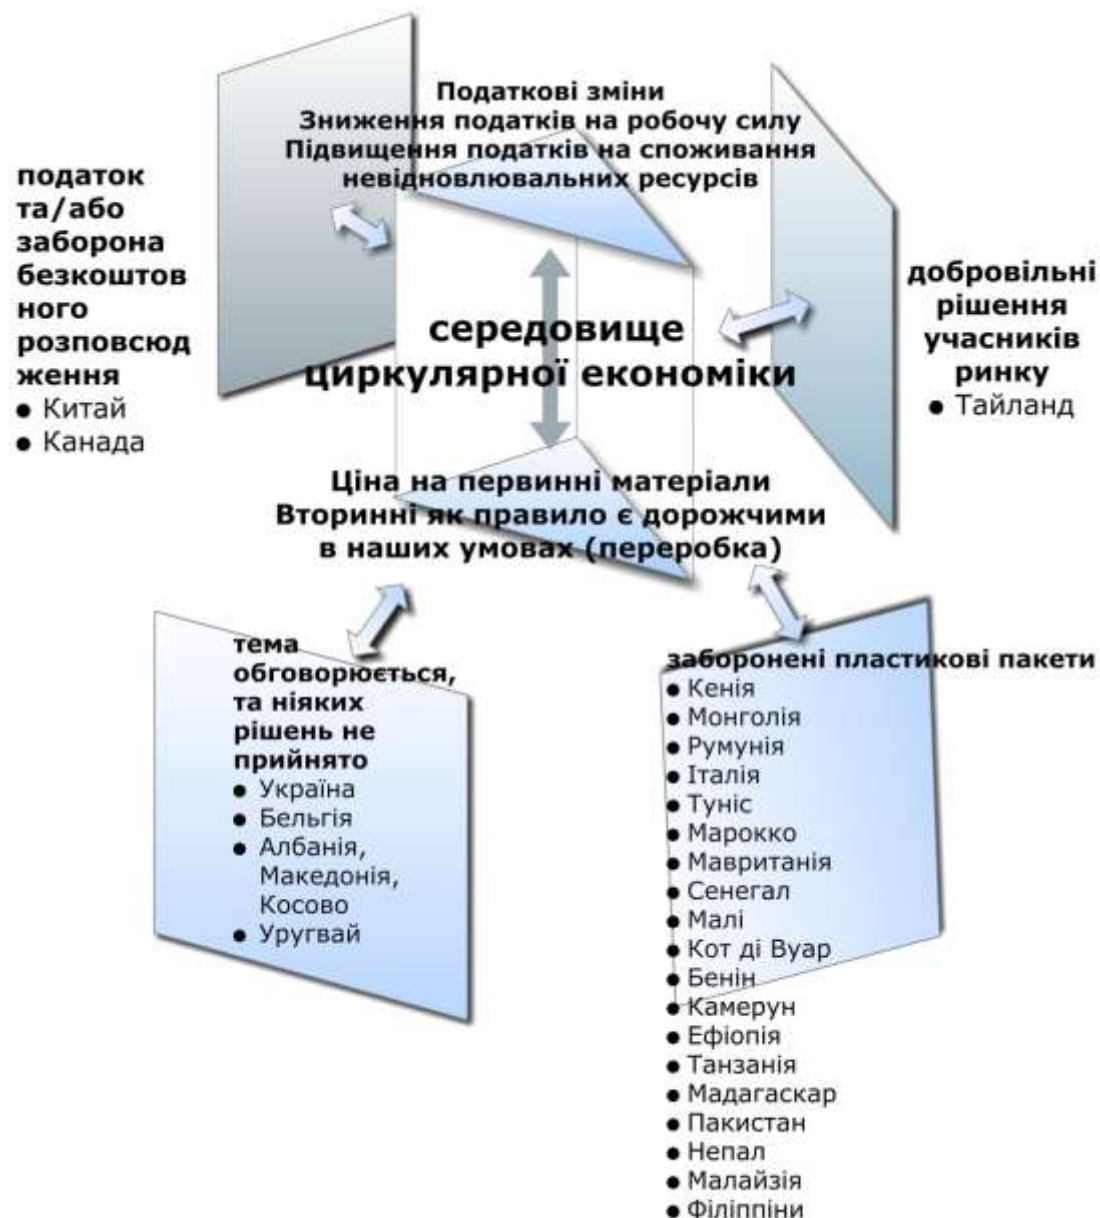 Податкові зміни
Зниження податків на робочу силу
Підвищення податків на споживання
невідновлювальних ресурсів
податок
та/або
заборона
безкоштов
ного
розповсюд
ження
● Китай
● Канада
середовище
циркулярної економіки
добровільні
рішення
учасників
ринку
● Тайланд
Ціна на первинні матеріали
Вторинні як правило є дорожчими
в наших умовах (переробка)
тема
обговорюється,
та ніяких
рішень не
прийнято
● Україна
● Бельгія
● Албанія,
Македонія,
Косово
● Уругвай
заборонені пластикові пакети
● Кенія
● Монголія
● Румунія
● Італія
● Туніс
● Марокко
● Мавританія
● Сенегал
● Малі
● Кот ді Вуар
● Бенін
● Камерун
● Ефіопія
● Танзанія
● Мадагаскар
● Пакистан
● Непал
● Малайзія
● Філіппіни